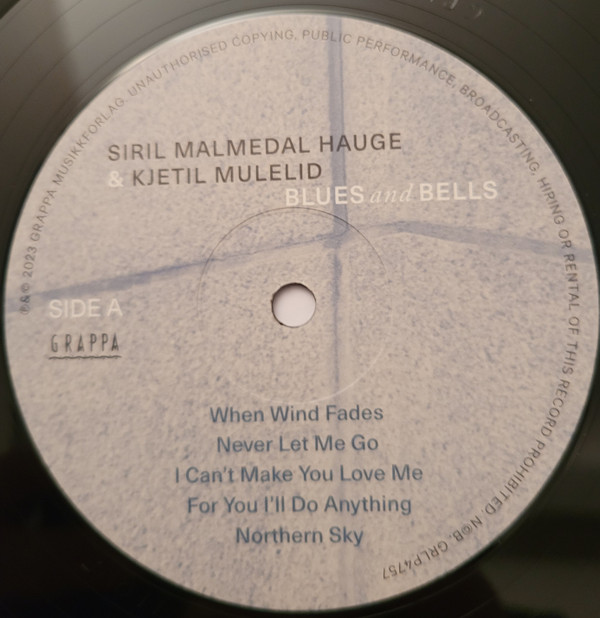 ℗&© 2023 GRAPPA MUSIKKFORLAG. UNAUTHORISED COPYING, PUBLIC PERFORMANCE, BROADCASTING, HIRING OR RENTAL OF THIS RECORD PROHIBITED. N©B. GRLP4757
SIRIL MALMEDAL HAUGE
& KJETIL MULELID
BLUES and BELLS
SIDE A
GRAPPA
When Wind Fades
Never Let Me Go
I Can't Make You Love Me
For You I'll Do Anything
Northern Sky